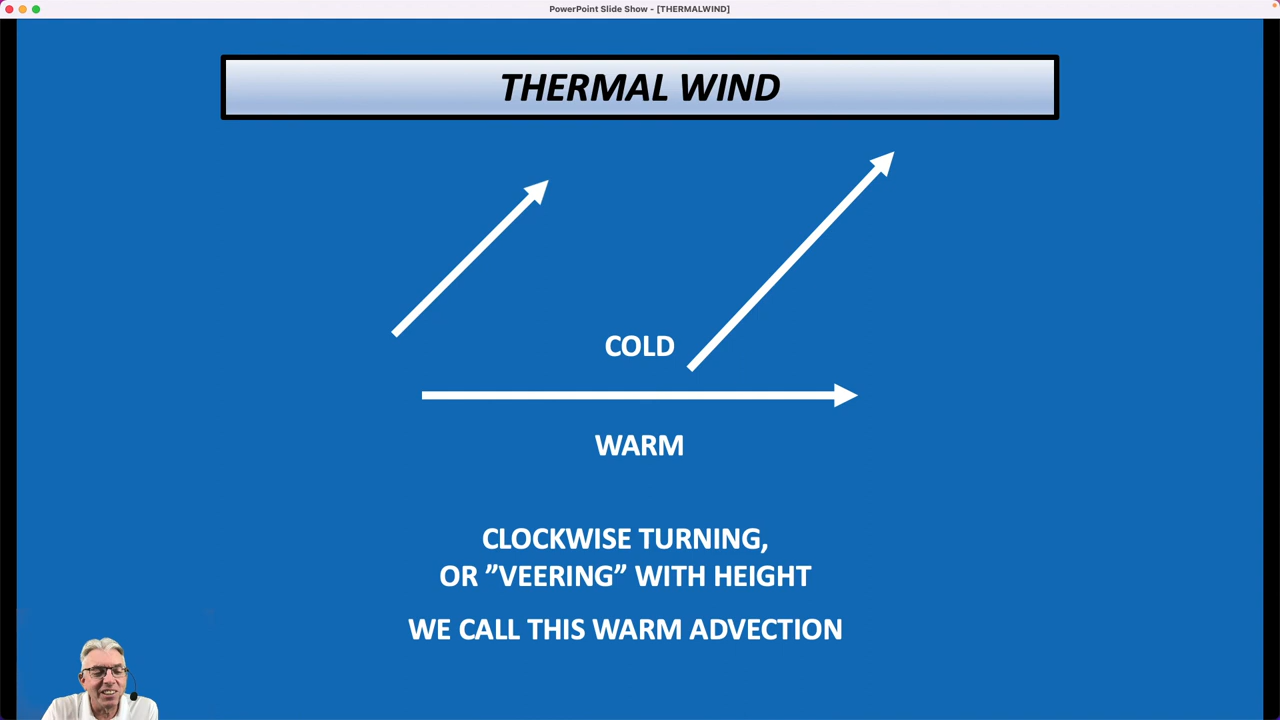 PowerPoint Slide Show - [THERMALWIND]
THERMAL WIND
COLD
WARM
CLOCKWISE TURNING,
OR ”VEERING” WITH HEIGHT
WE CALL THIS WARM ADVECTION